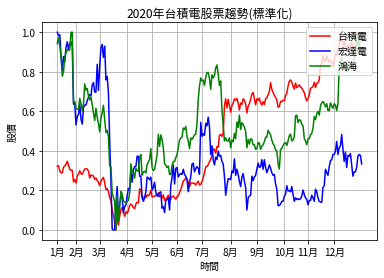 2020年台積電股票趨勢(標準化)
台積電
宏達電
鴻海
股價
1.0
0.8
0.6
0.4
0.2
0.0
1月 2月 3月 4月 5月 6月 7月 8月 9月 10月 11月 12月
時間